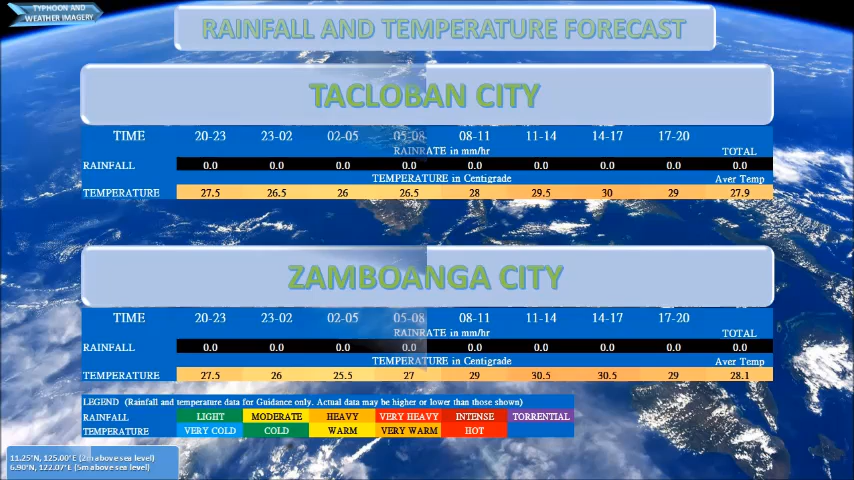 TYPHOON AND
WEATHER IMAGERY
RAINFALL AND TEMPERATURE FORECAST
TACLOBAN CITY
TIME 20-23 23-02 02-05 05-08 08-11 11-14 14-17 17-20
RAINRATE in mm/hr TOTAL
RAINFALL 0.0 0.0 0.0 0.0 0.0 0.0 0.0 0.0 0.0
TEMPERATURE in Centigrade Aver Temp
TEMPERATURE 27.5 26.5 26 26.5 28 29.5 30 29 27.9
ZAMBOANGA CITY
TIME 20-23 23-02 02-05 05-08 08-11 11-14 14-17 17-20
RAINRATE in mm/hr TOTAL
RAINFALL 0.0 0.0 0.0 0.0 0.0 0.0 0.0 0.0 0.0
TEMPERATURE in Centigrade Aver Temp
TEMPERATURE 27.5 26 25.5 27 29 30.5 30.5 29 28.1
LEGEND (Rainfall and temperature data for Guidance only. Actual data may be higher or lower than those shown)
RAINFALL LIGHT MODERATE HEAVY VERY HEAVY INTENSE TORRENTIAL
TEMPERATURE VERY COLD COLD WARM VERY WARM HOT
11.25°N, 125.00°E (2m above sea level)
6.90°N, 122.07°E (5m above sea level)